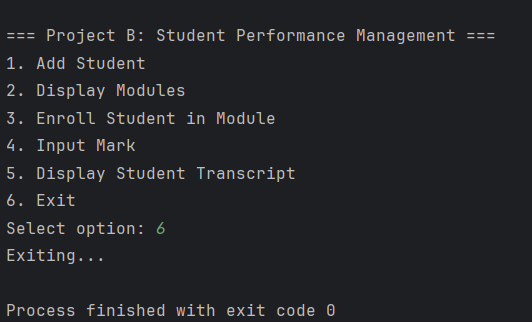 === Project B: Student Performance Management ===
1. Add Student
2. Display Modules
3. Enroll Student in Module
4. Input Mark
5. Display Student Transcript
6. Exit
Select option: 6
Exiting...
Process finished with exit code 0